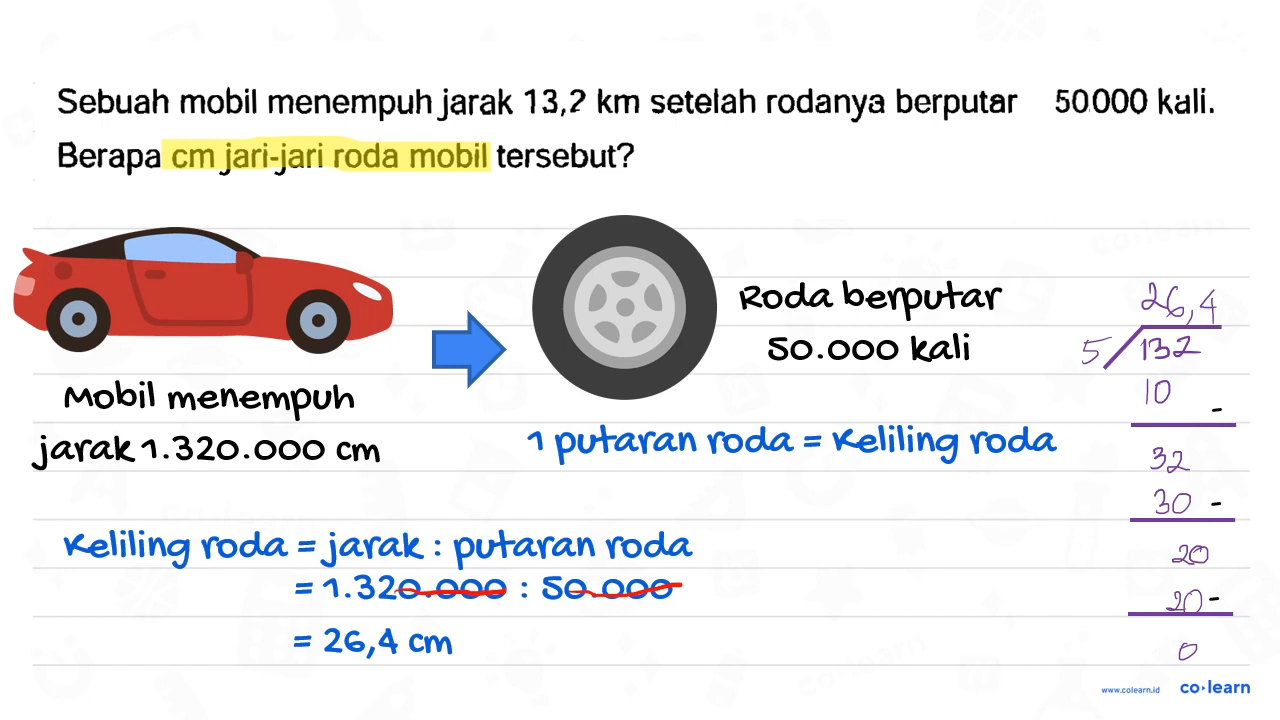 Sebuah mobil menempuh jarak 13,2 km setelah rodanya berputar 50.000 kali.
Berapa cm jari-jari roda mobil tersebut?
Mobil menempuh
jarak 1.320.000 cm
Roda berputar
50.000 kali
1 putaran roda = Keliling roda
Keliling roda = jarak : putaran roda
= 1.320.000 : 50.000
= 26,4 cm
26,4
5 132
10 -
32
30 -
20
20 -
0
www.colearn.id co•learn